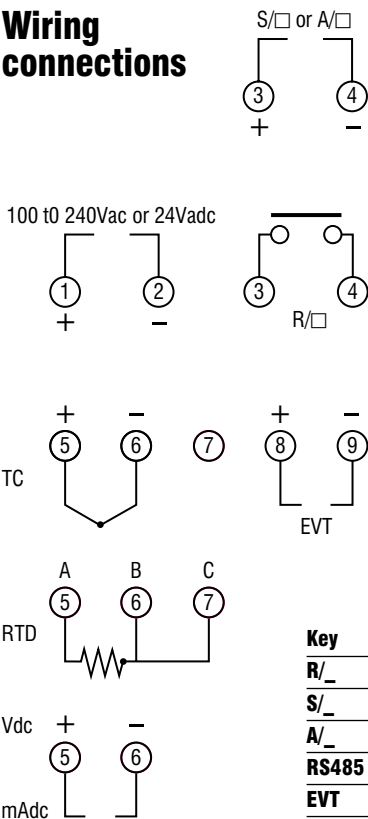 Wiring
connections
S/□ or A/□
3 4
+ −
100 t0 240Vac or 24Vadc
1 2
+ −
3 4
R/□
+ − + −
5 6 7 8 9
TC
EVT
A B C
5 6 7
RTD
Vdc + −
5 6
mAdc
Key
R/_
S/_
A/_
RS485
EVT